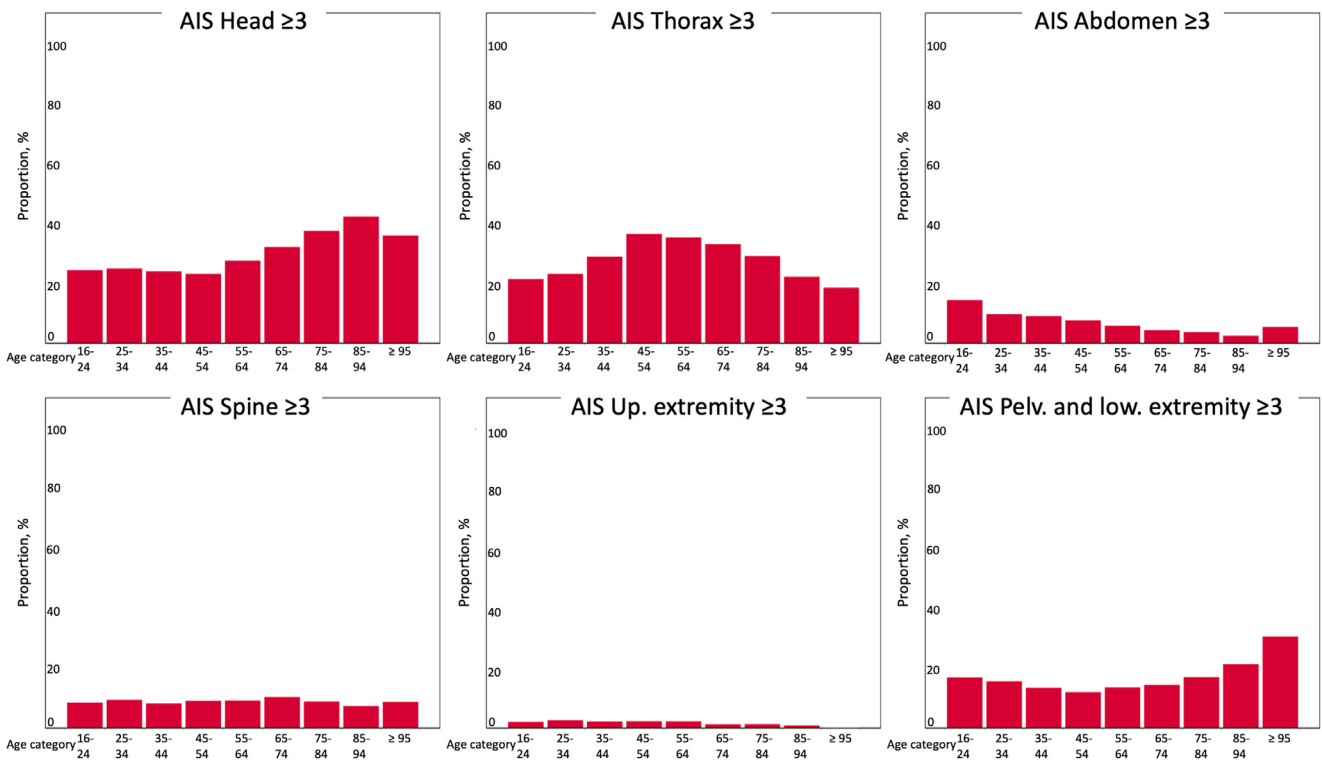 AIS Head ≥3
100
80
60
40
20
0
Proportion, %
Age category 16-24 25-34 35-44 45-54 55-64 65-74 75-84 85-94 ≥ 95
AIS Thorax ≥3
100
80
60
40
20
0
Proportion, %
16-24 25-34 35-44 45-54 55-64 65-74 75-84 85-94 ≥ 95
Age category
AIS Abdomen ≥3
100
80
60
40
20
0
Proportion, %
Age category 16-24 25-34 35-44 45-54 55-64 65-74 75-84 85-94 ≥ 95
AIS Spine ≥3
100
80
60
40
20
0
Proportion, %
Age category 16-24 25-34 35-44 45-54 55-64 65-74 75-84 85-94 ≥ 95
AIS Up. extremity ≥3
100
80
60
40
20
0
Proportion, %
Age category 16-24 25-34 35-44 45-54 55-64 65-74 75-84 85-94 ≥ 95
AIS Pelv. and low. extremity ≥3
100
80
60
40
20
0
Proportion, %
Age category 16-24 25-34 35-44 45-54 55-64 65-74 75-84 85-94 ≥ 95